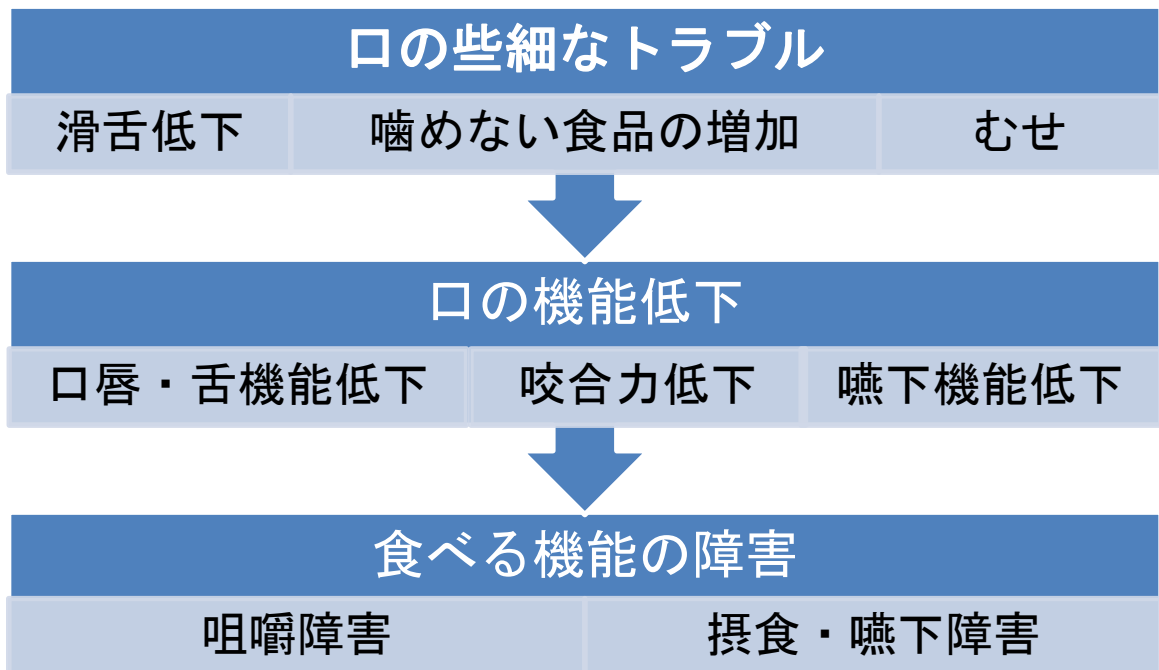 口の些細なトラブル
滑舌低下 噛めない食品の増加 むせ
口の機能低下
口唇・舌機能低下 咬合力低下 嚥下機能低下
食べる機能の障害
咀嚼障害 摂食・嚥下障害